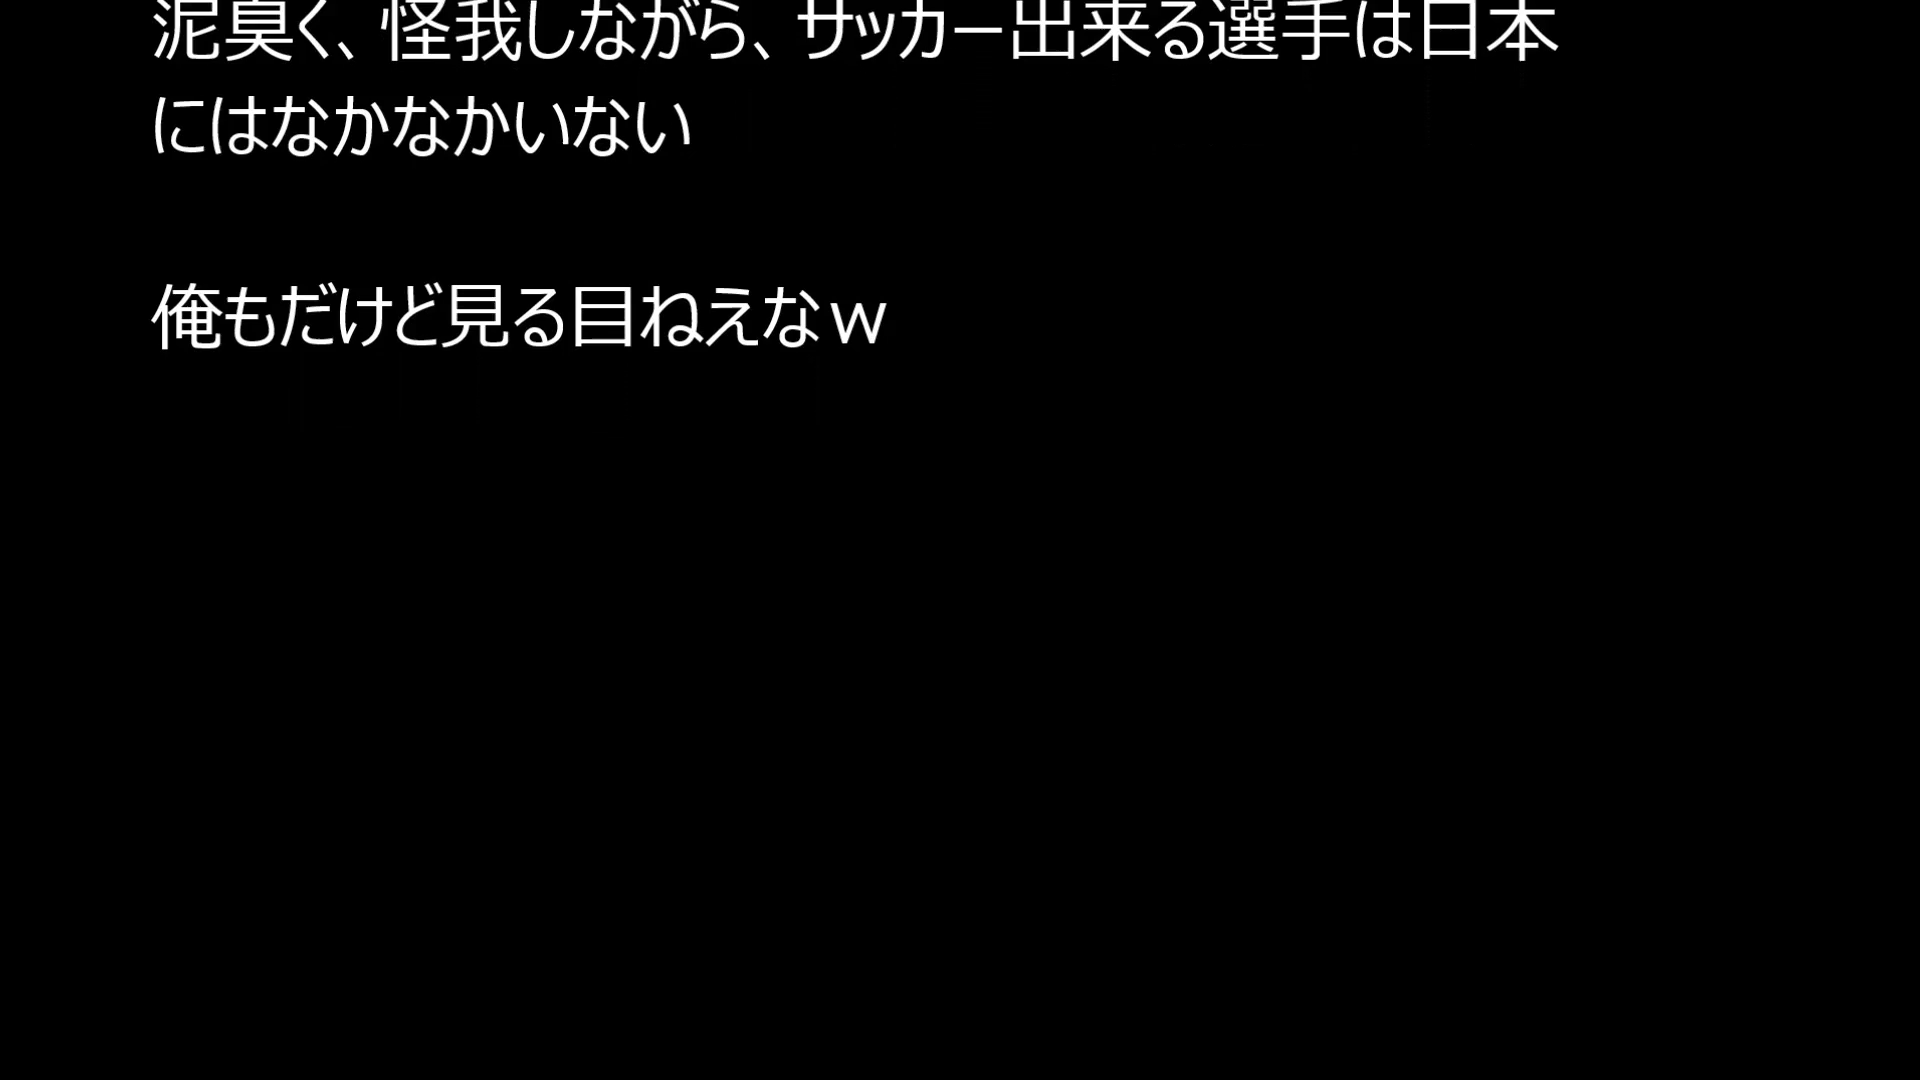 泥臭く、怪我しながら、サッカー出来る選手は日本
にはなかなかいない
俺もだけど見る目ねえなｗ